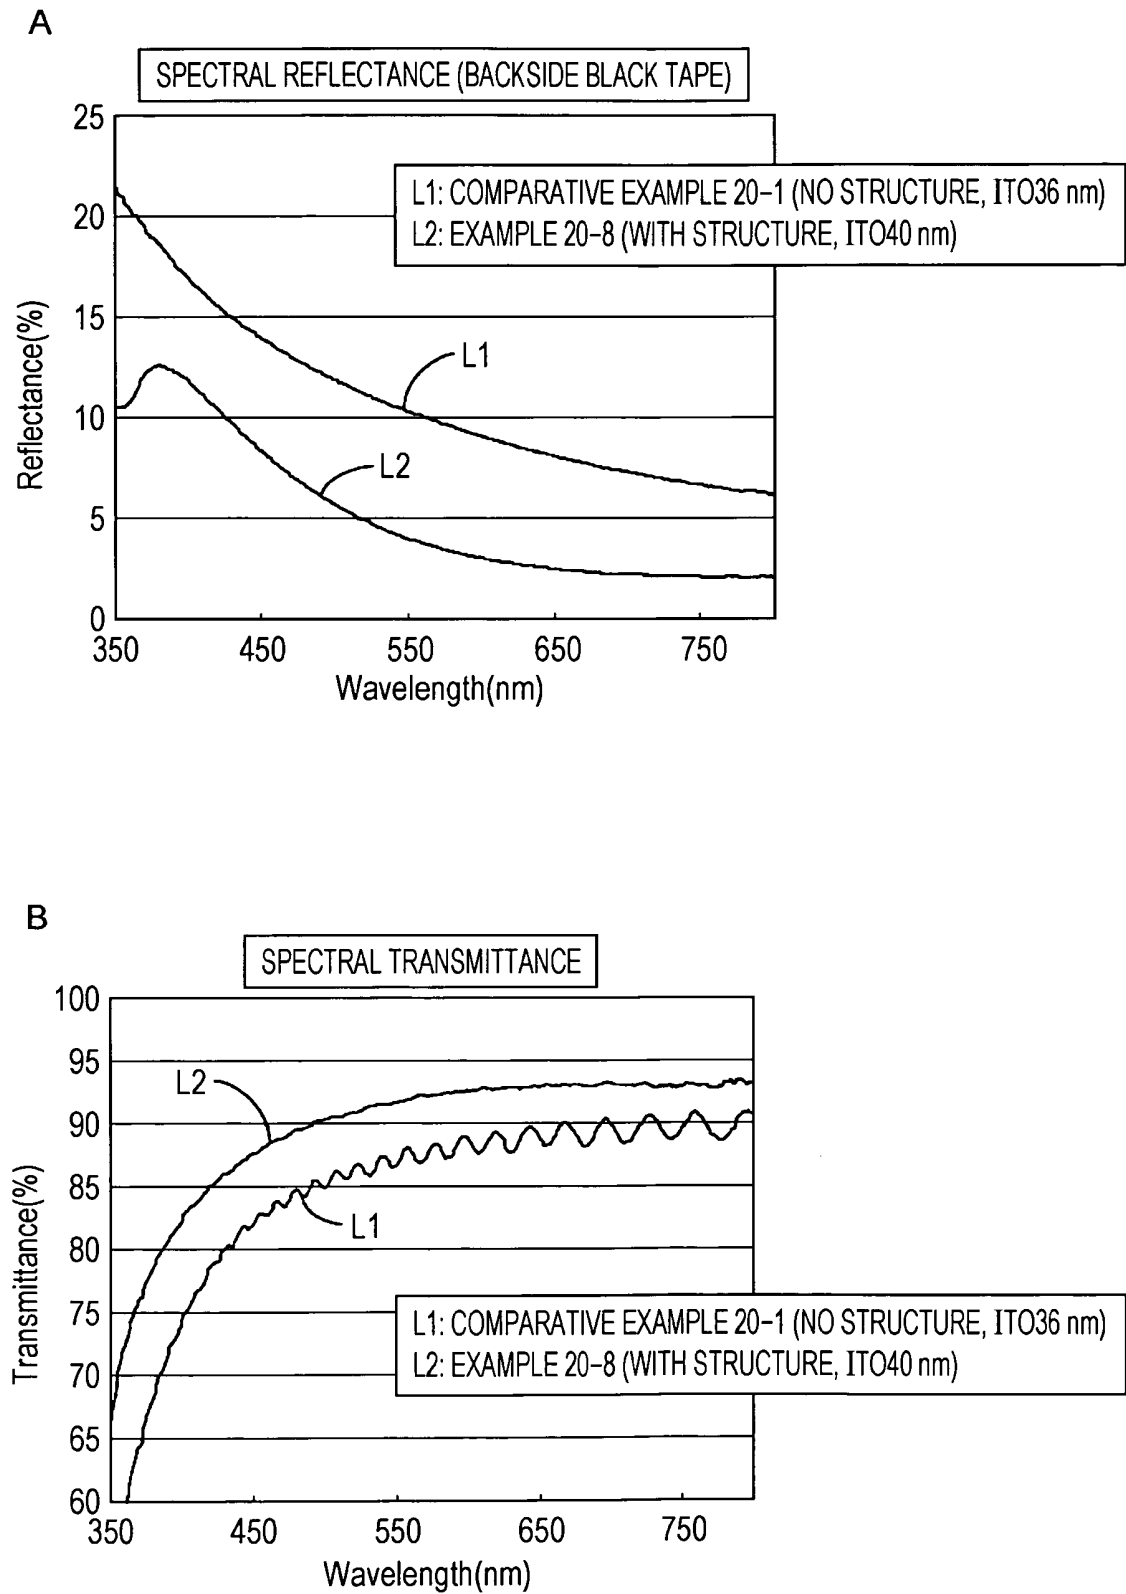 A
SPECTRAL REFLECTANCE (BACKSIDE BLACK TAPE)
25
20
15
10
5
0
Reflectance(%)
L1: COMPARATIVE EXAMPLE 20-1 (NO STRUCTURE, ITO36 nm)
L2: EXAMPLE 20-8 (WITH STRUCTURE, ITO40 nm)
L1
L2
350 450 550 650 750
Wavelength(nm)
B
SPECTRAL TRANSMITTANCE
100
95
90
85
80
75
70
65
60
Transmittance(%)
L2
L1
L1: COMPARATIVE EXAMPLE 20-1 (NO STRUCTURE, ITO36 nm)
L2: EXAMPLE 20-8 (WITH STRUCTURE, ITO40 nm)
350 450 550 650 750
Wavelength(nm)